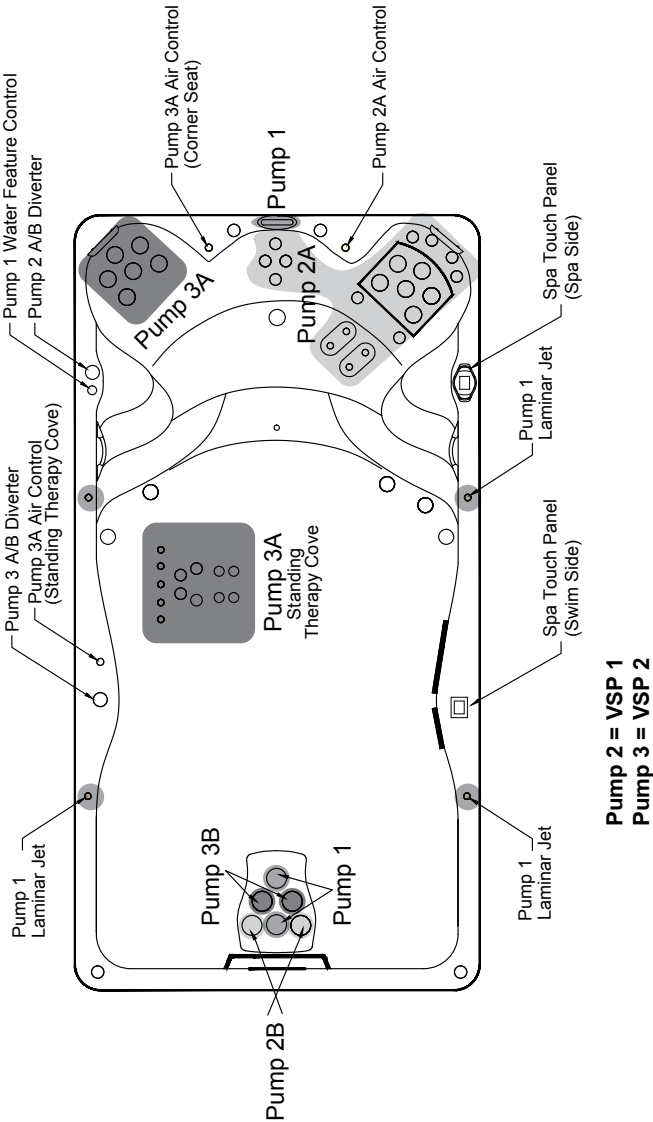 Pump 1
Laminar Jet
Pump 3 A/B Diverter
Pump 3A Air Control
(Standing Therapy Cove)
Pump 1 Water Feature Control
Pump 2 A/B Diverter
Pump 3A Air Control
(Corner Seat)
Pump 1
Pump 2A Air Control
Pump 3A
Pump 2A
Pump 3A
Standing
Therapy Cove
Pump 3B
Pump 1
Pump 2B
Pump 1
Laminar Jet
Spa Touch Panel
(Swim Side)
Pump 1
Laminar Jet
Spa Touch Panel
(Spa Side)
Pump 2 = VSP 1
Pump 3 = VSP 2